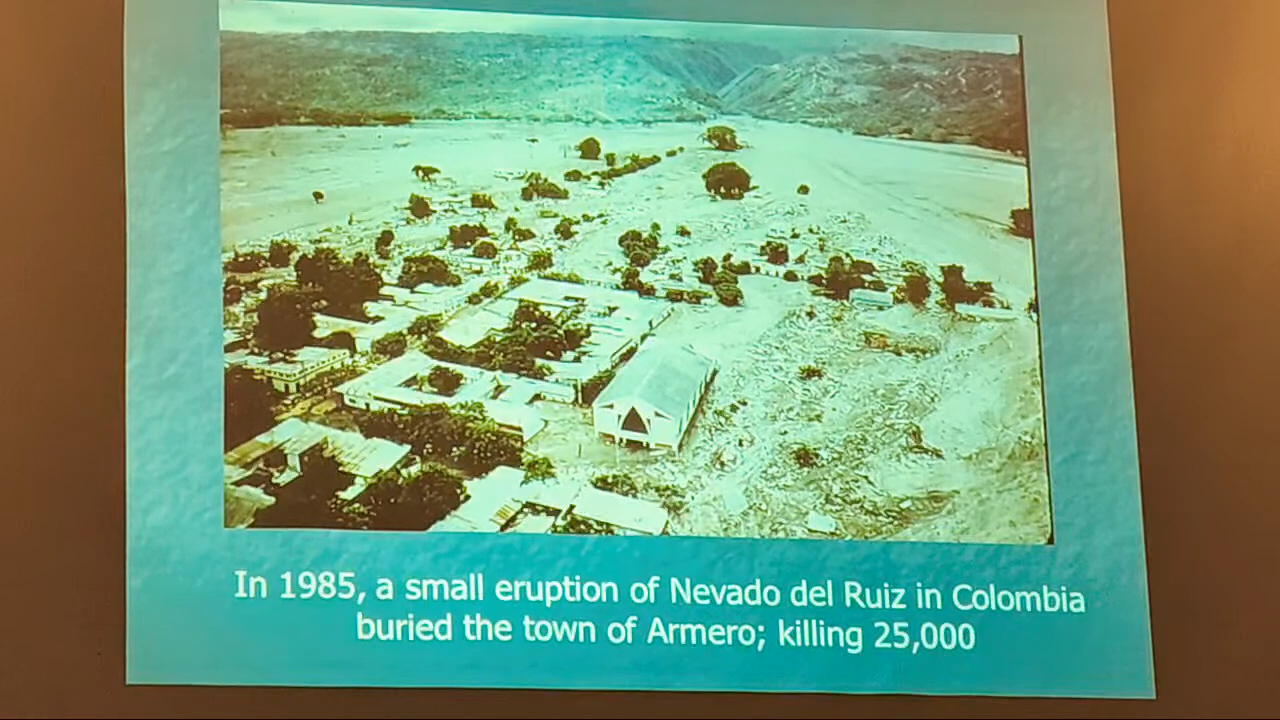 In 1985, a small eruption of Nevado del Ruiz in Colombia
buried the town of Armero; killing 25,000